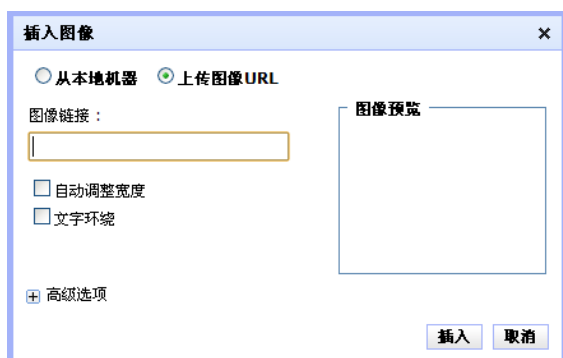 插入图像
从本地机器 上传图像URL
图像链接：
图像预览
自动调整宽度
文字环绕
高级选项
插入 取消